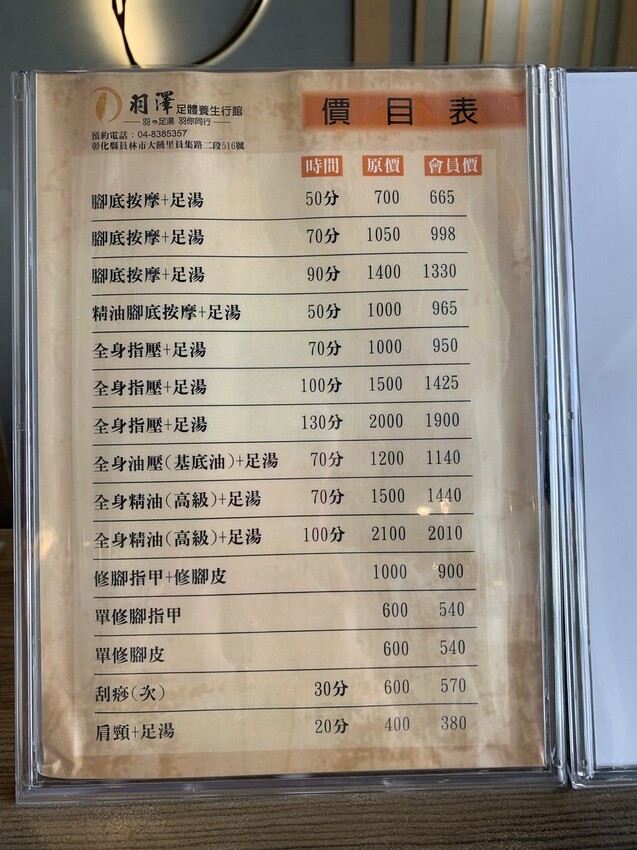 羽澤足體養生行館
羽の足湯 羽你同行
預約電話：04-8385357
彰化縣員林市大饒里員集路二段516號
價目表
時間 原價 會員價
腳底按摩+足湯 50分 700 665
腳底按摩+足湯 70分 1050 998
腳底按摩+足湯 90分 1400 1330
精油腳底按摩+足湯 50分 1000 965
全身指壓+足湯 70分 1000 950
全身指壓+足湯 100分 1500 1425
全身指壓+足湯 130分 2000 1900
全身油壓(基底油)+足湯 70分 1200 1140
全身精油(高級)+足湯 70分 1500 1440
全身精油(高級)+足湯 100分 2100 2010
修腳指甲+修腳皮 1000 900
單修腳指甲 600 540
單修腳皮 600 540
刮痧(次) 30分 600 570
肩頸+足湯 20分 400 380